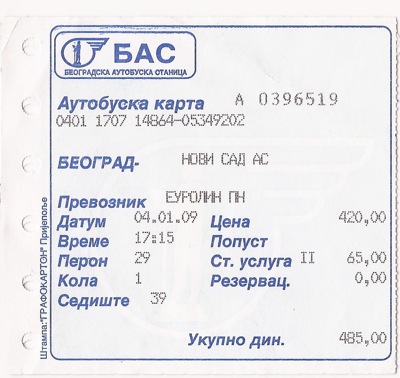 БАС
БЕОГРАДСКА АУТОБУСКА СТАНИЦА
Аутобуска карта А 0396519
0401 1707 14864-05349202
БЕОГРАД- НОВИ САД АС
Превозник ЕУРОЛИН ПН
Датум 04.01.09 Цена 420,00
Време 17:15 Попуст
Перон 29 Ст. услуга II 65,00
Кола 1 Резервац. 0,00
Седиште 39
Укупно дин. 485,00
Штампа:"ГРАФОКАРТОН" Пријепоље